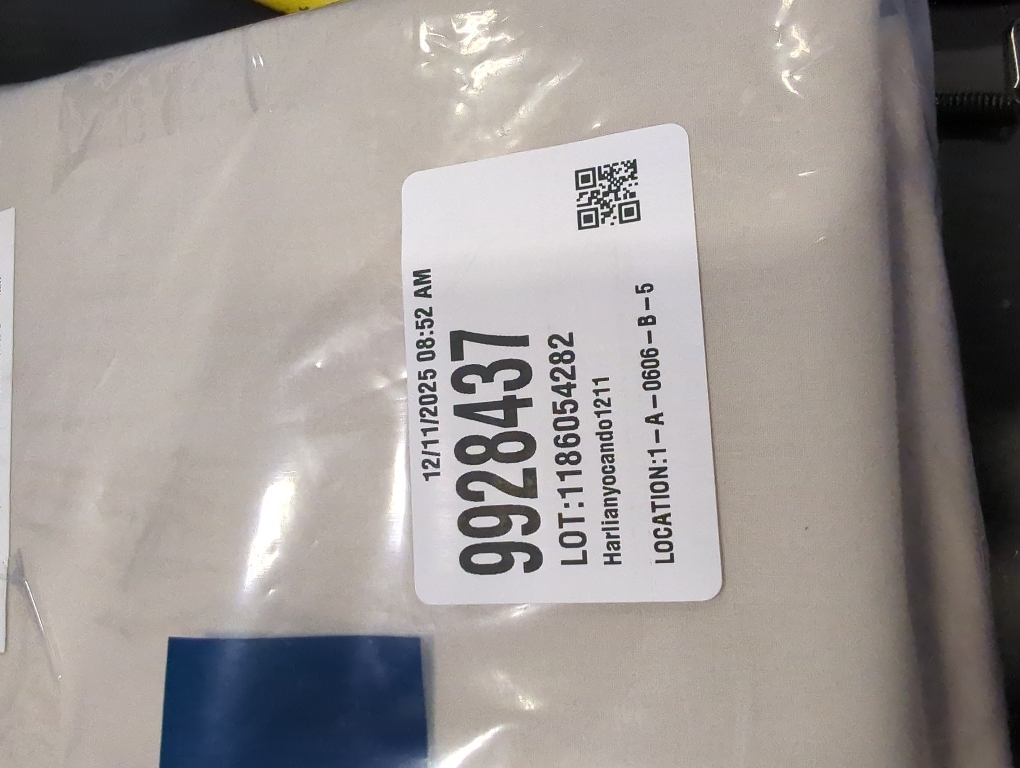 12/11/2025 08:52 AM
9928437
LOT:1186054282
Harlianyocando1211
LOCATION:1-A-0606-B-5